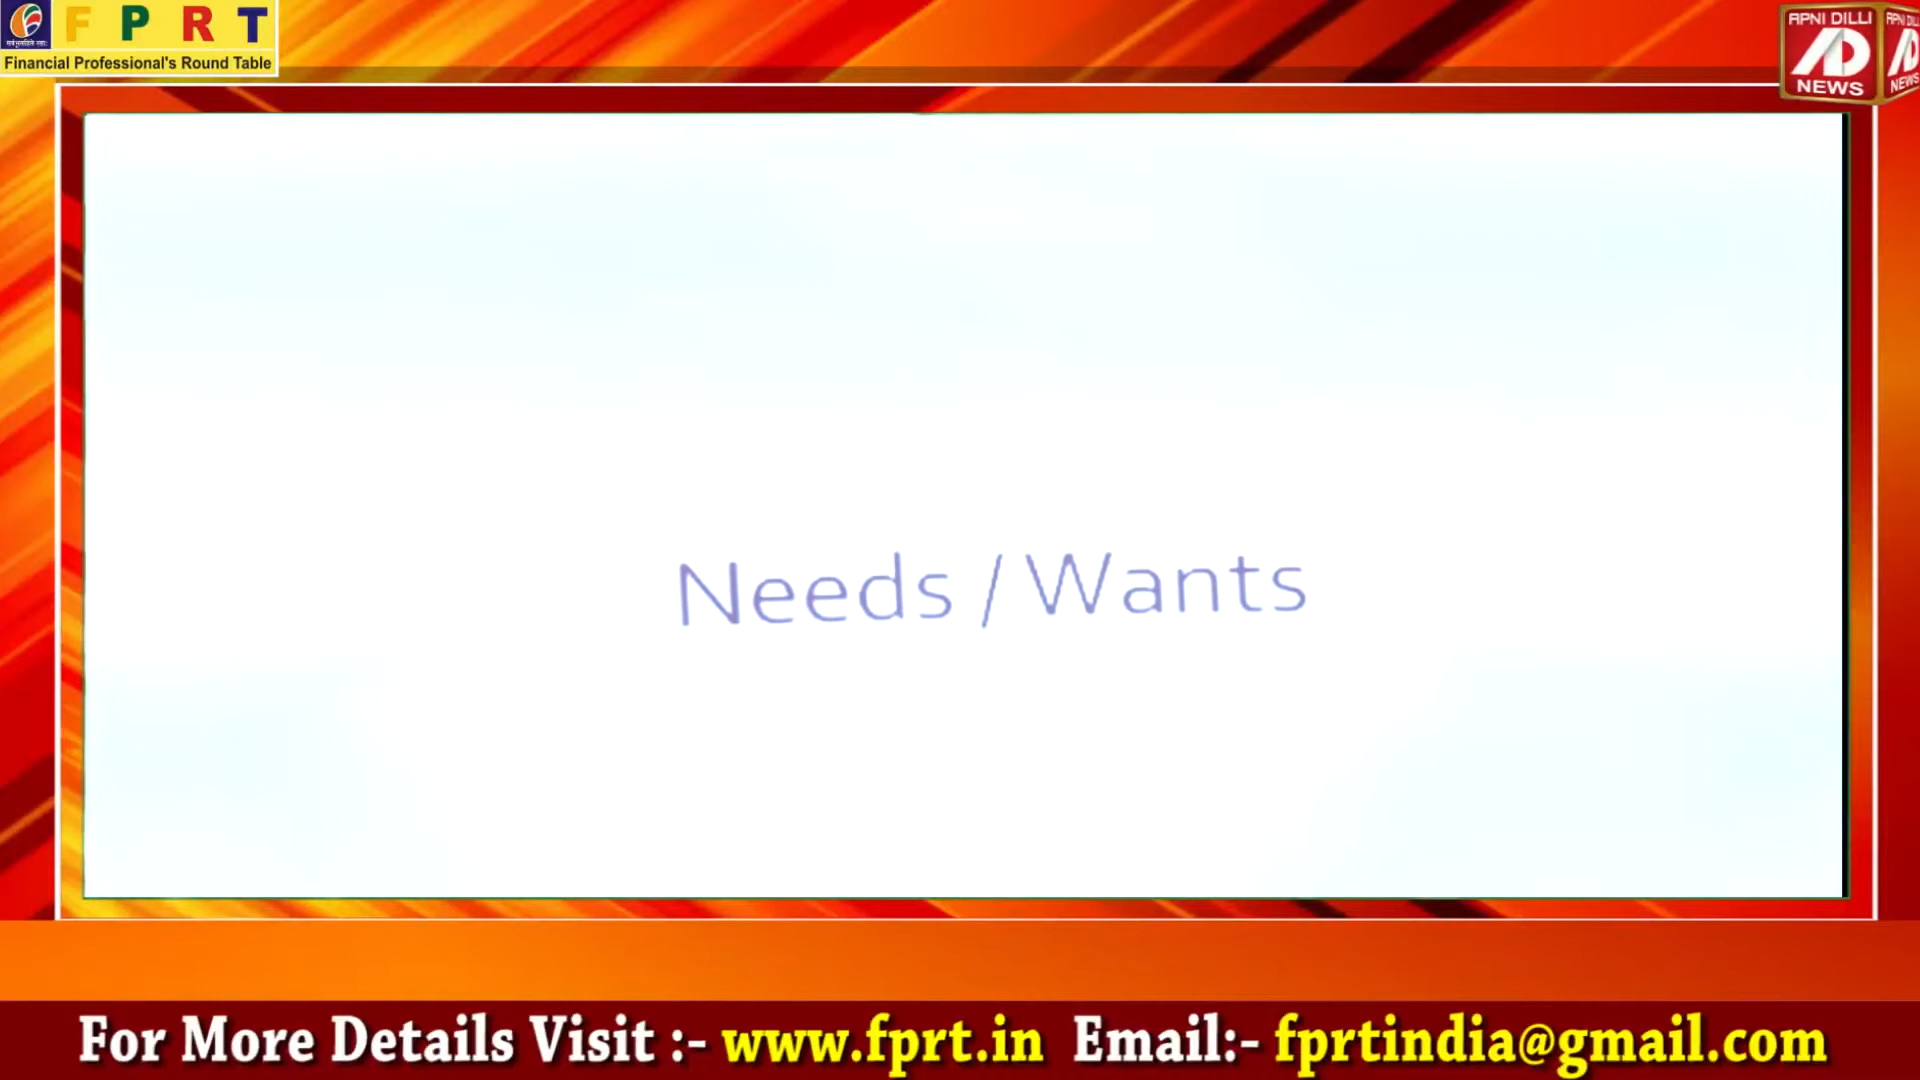 F P R T
Financial Professional's Round Table
APNI DILLI
AD
NEWS
Needs / Wants
For More Details Visit :- www.fprt.in Email:- fprtindia@gmail.com